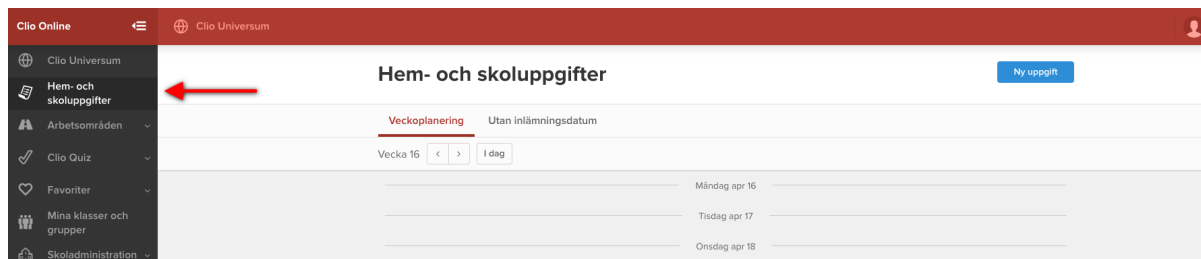 Clio Online
Clio Universum
Clio Universum
Hem- och
skoluppgifter
Arbetsområden
Clio Quiz
Favoriter
Mina klasser och
grupper
Skoladministration
Hem- och skoluppgifter
Ny uppgift
Veckoplanering
Utan inlämningsdatum
Vecka 16
< >
I dag
Måndag apr 16
Tisdag apr 17
Onsdag apr 18